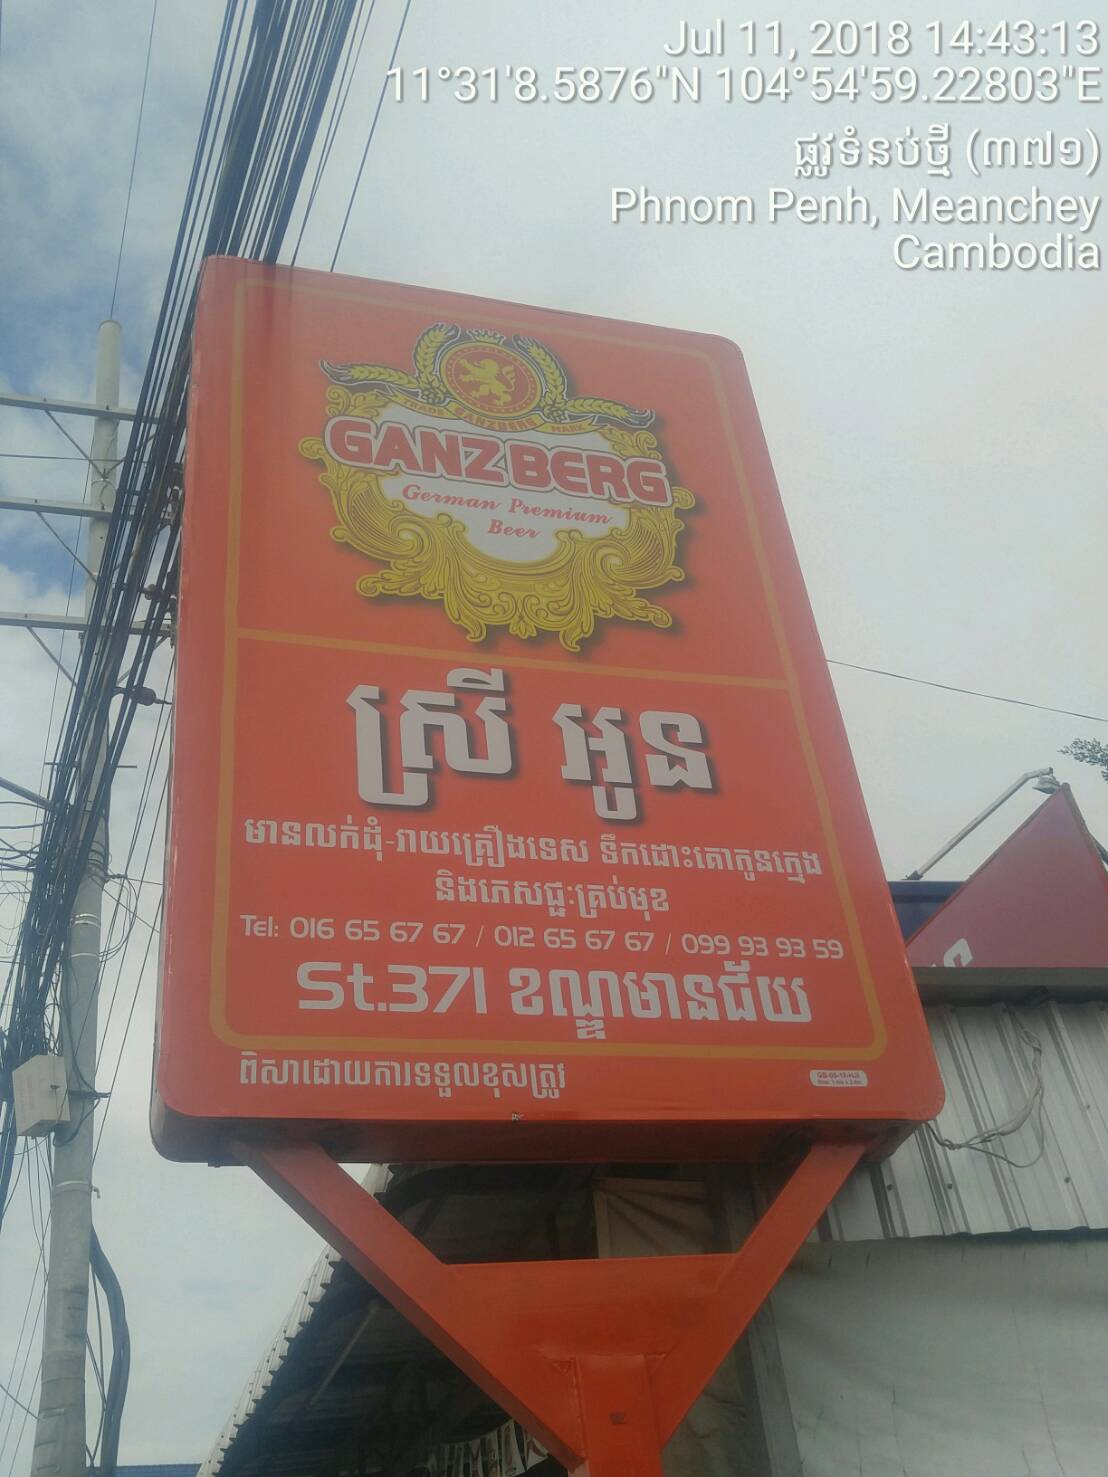 Jul 11, 2018 14:43:13
11°31'8.5876"N 104°54'59.22803"E
ផ្លូវទំនប់ថ្មី (៣៧១)
Phnom Penh, Meanchey
Cambodia
TRADE GANZBERG MARK
GANZBERG
German Premium
Beer
ស្រី អូន
មានលក់ដុំ-រាយគ្រឿងទេស ទឹកដោះគោកូនក្មេង
និងភេសជ្ជៈគ្រប់មុខ
Tel: 016 65 67 67 / 012 65 67 67 / 099 93 93 59
St.371 ខណ្ឌមានជ័យ
ពិសាដោយការទទួលខុសត្រូវ